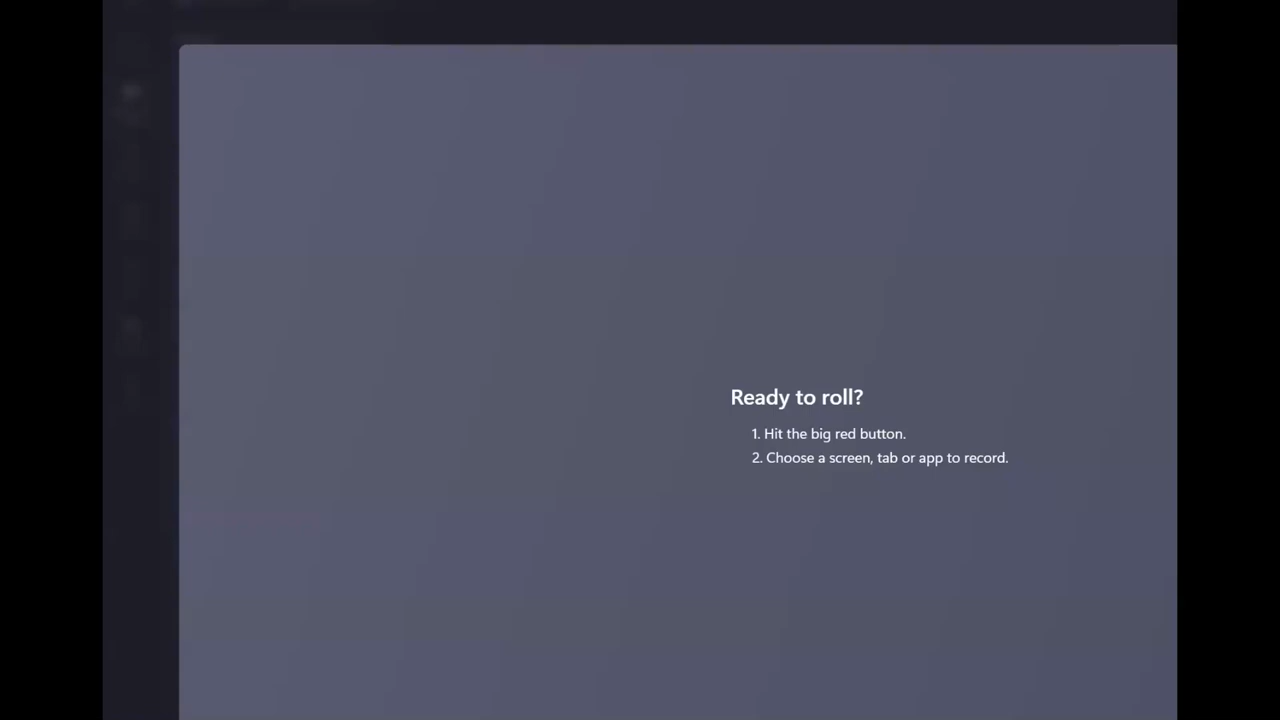 Ready to roll?
1. Hit the big red button.
2. Choose a screen, tab or app to record.